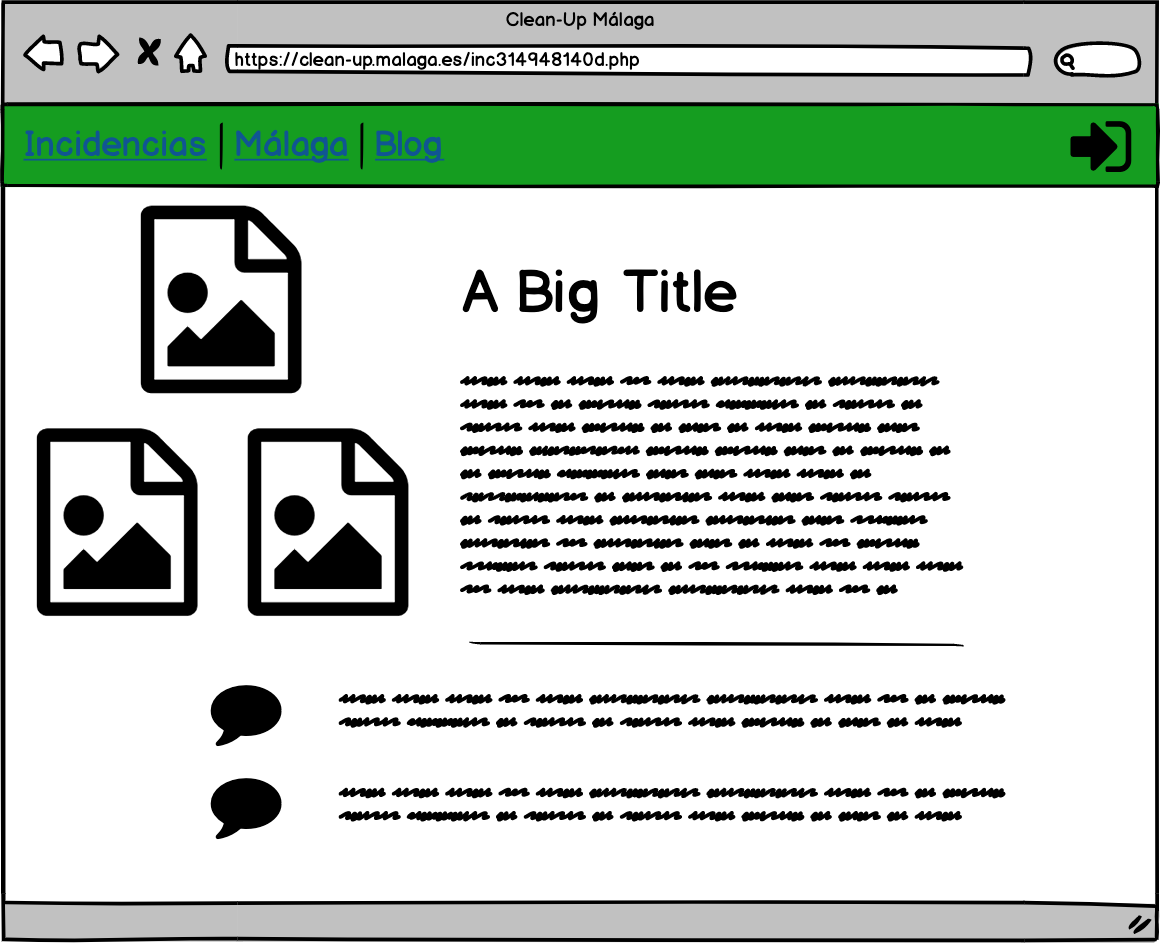 Clean-Up Málaga
https://clean-up.malaga.es/inc314948140d.php
Incidencias | Málaga | Blog
A Big Title